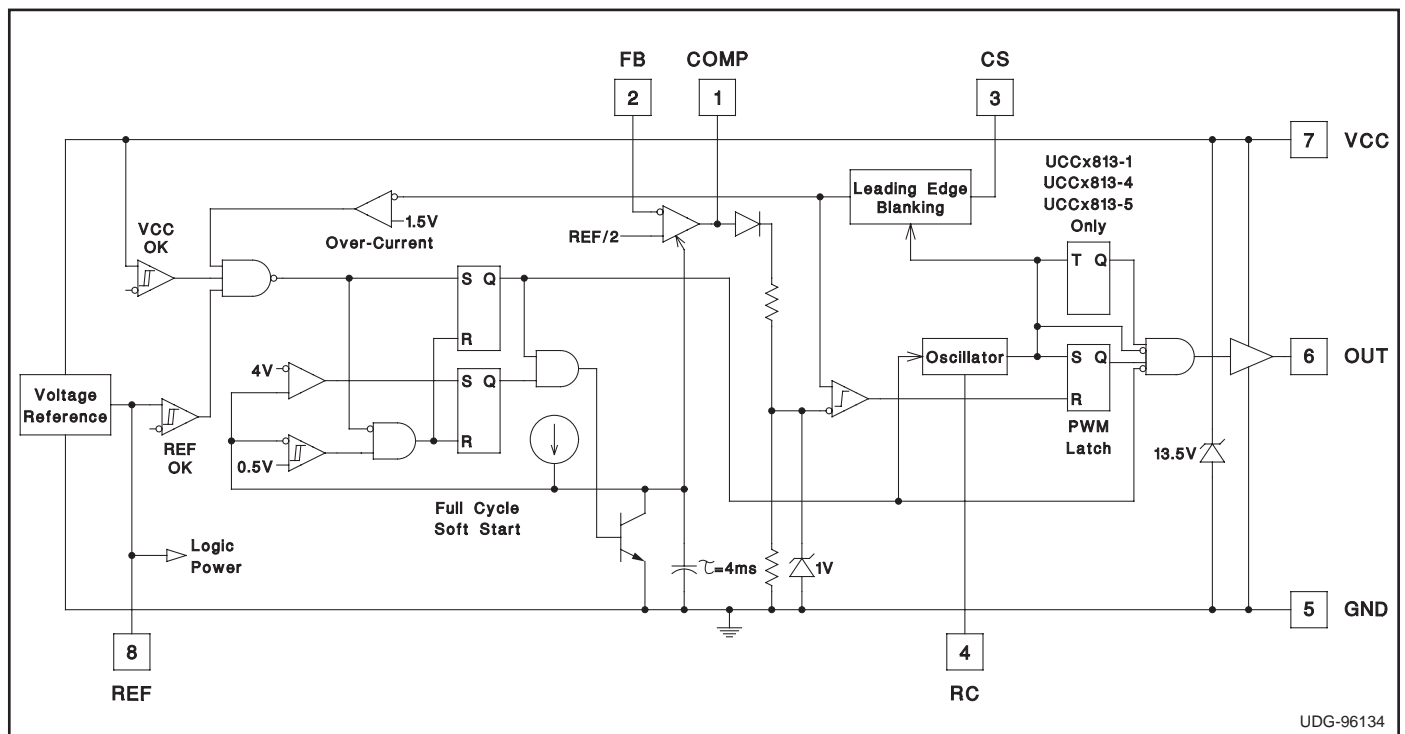 FB COMP CS
2 1 3
7 VCC
UCCx813-1
UCCx813-4
UCCx813-5
Only
Leading Edge
Blanking
1.5V
Over-Current
VCC
OK
REF/2
T Q
S Q
R
Oscillator
S Q
R
PWM
Latch
6 OUT
4V
S Q
R
Voltage
Reference
REF
OK
0.5V
13.5V
Full Cycle
Soft Start
Logic
Power
τ=4ms
1V
5 GND
8
REF
4
RC
UDG-96134